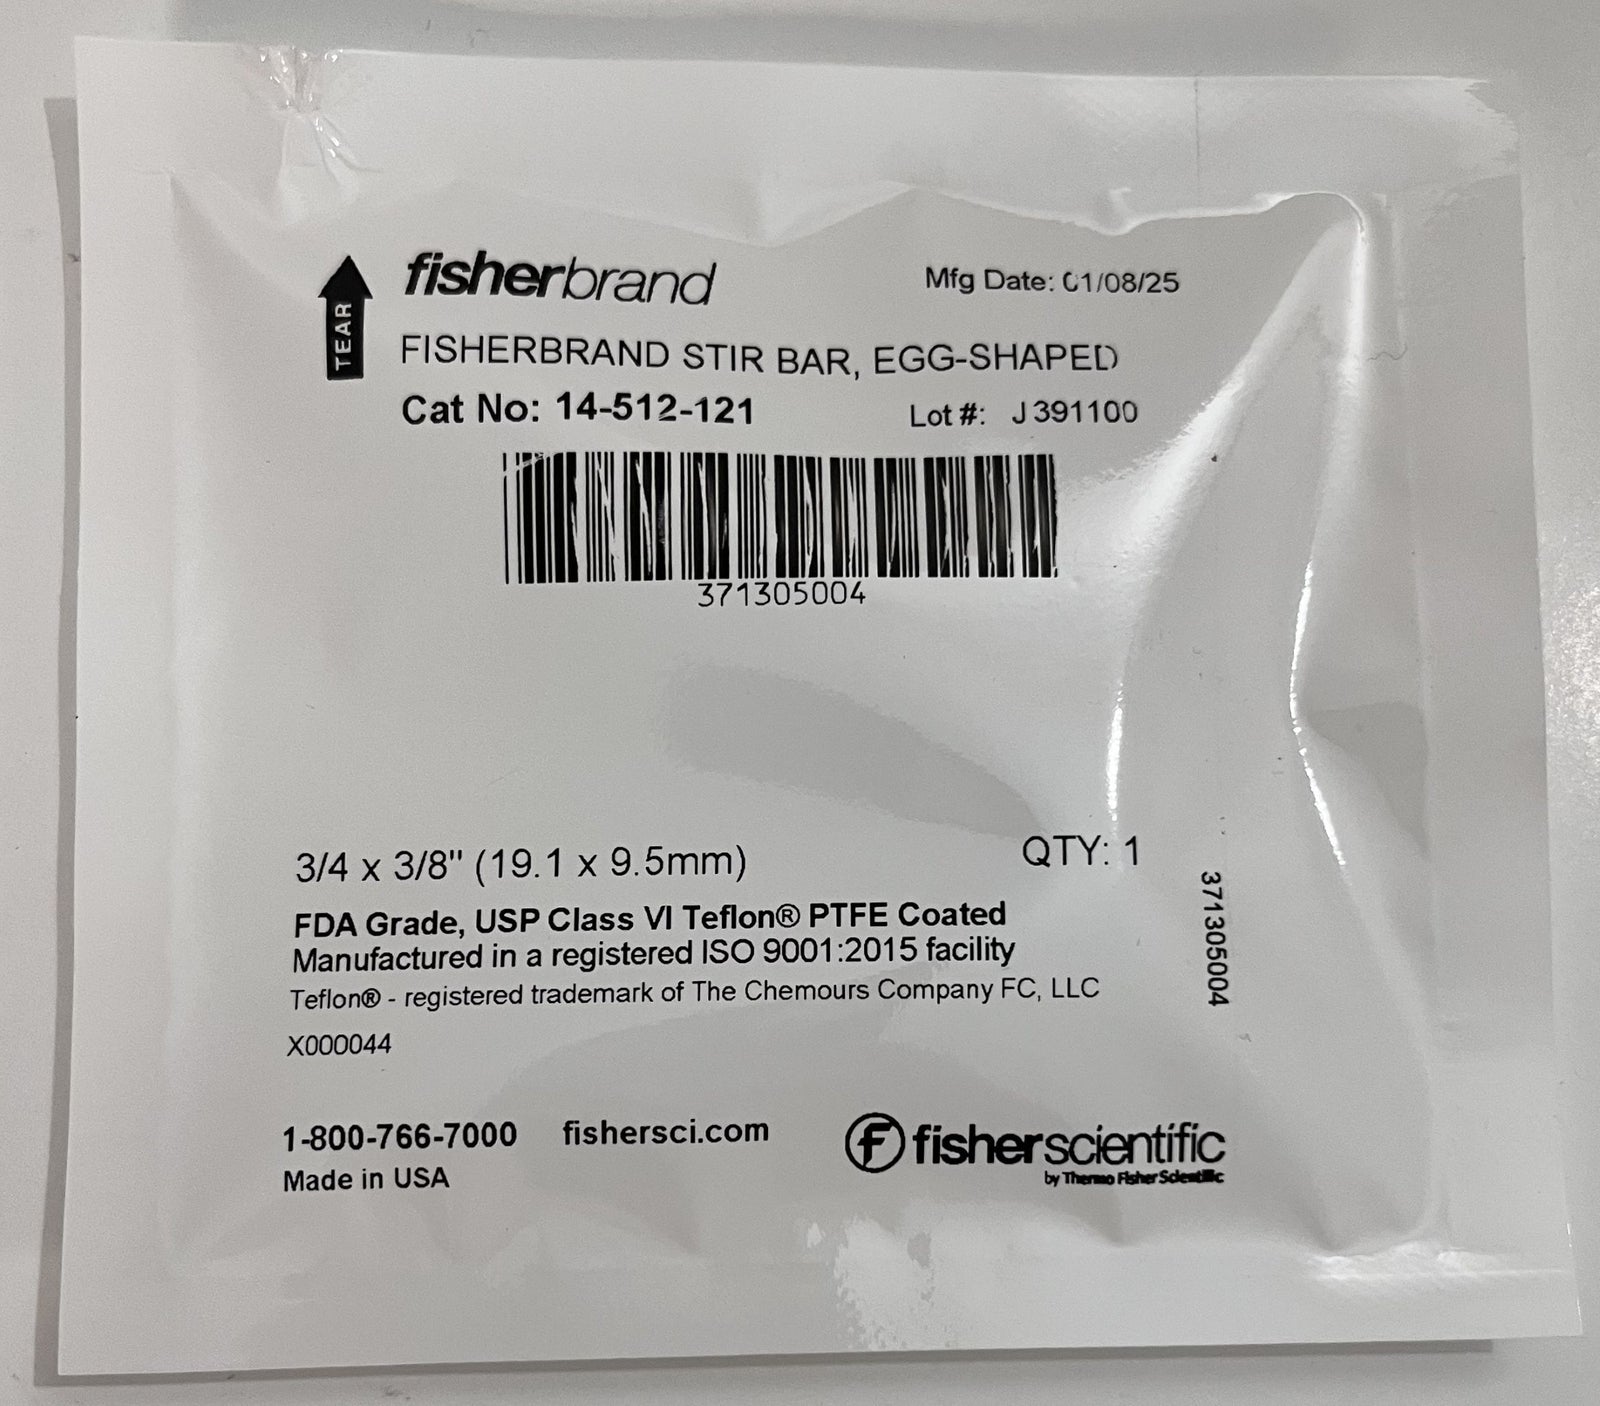 TEAR
fisherbrand
Mfg Date: 01/08/25
FISHERBRAND STIR BAR, EGG-SHAPED
Cat No: 14-512-121
Lot #: J391100
371305004
3/4 x 3/8" (19.1 x 9.5mm)
QTY: 1
FDA Grade, USP Class VI Teflon® PTFE Coated
Manufactured in a registered ISO 9001:2015 facility
Teflon® - registered trademark of The Chemours Company FC, LLC
X000044
371305004
1-800-766-7000 fishersci.com
Made in USA
F fisherscientific
by Thermo Fisher Scientific